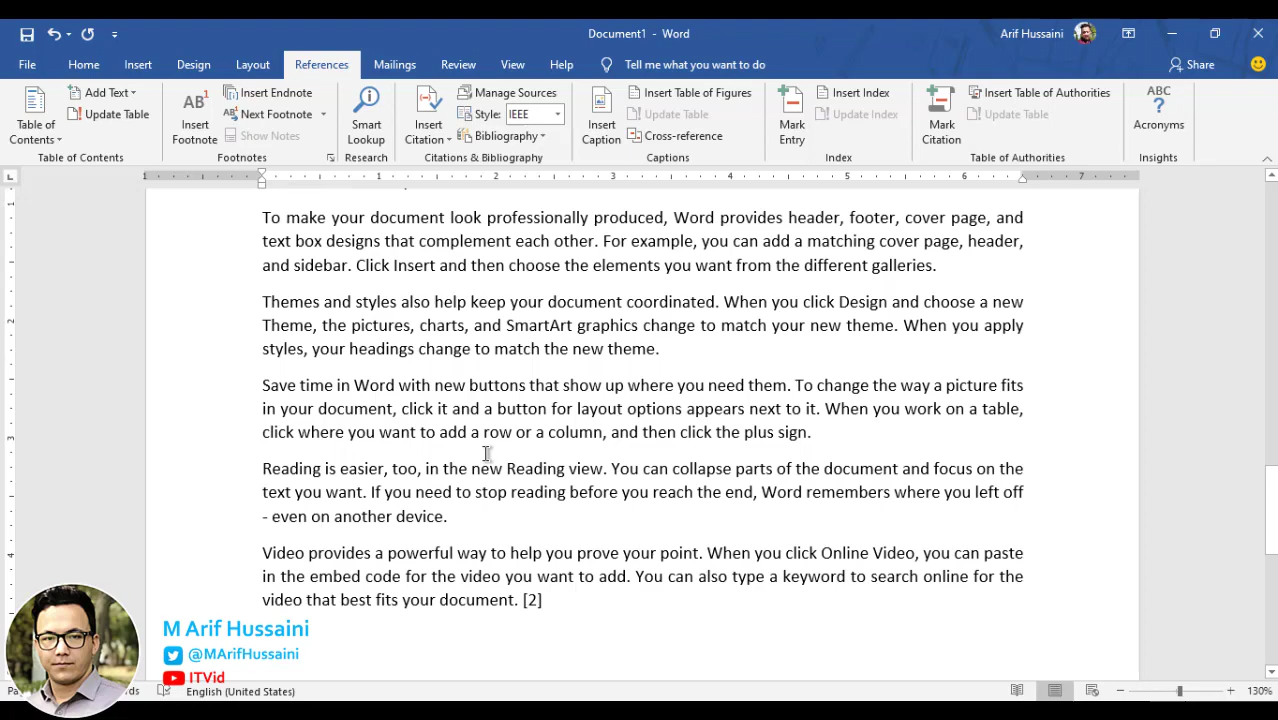 Document1 - Word
Arif Hussaini
File Home Insert Design Layout References Mailings Review View Help Tell me what you want to do Share
Table of Contents
Add Text
Update Table
Table of Contents
AB1
Insert Footnote
Insert Endnote
Next Footnote
Show Notes
Footnotes
Smart Lookup
Research
Insert Citation
Manage Sources
Style: IEEE
Bibliography
Citations & Bibliography
Insert Caption
Insert Table of Figures
Update Table
Cross-reference
Captions
Mark Entry
Insert Index
Update Index
Index
Mark Citation
Insert Table of Authorities
Update Table
Table of Authorities
ABC
?
Acronyms
Insights
1 1 2 3 4 5 6 7
To make your document look professionally produced, Word provides header, footer, cover page, and
text box designs that complement each other. For example, you can add a matching cover page, header,
and sidebar. Click Insert and then choose the elements you want from the different galleries.
Themes and styles also help keep your document coordinated. When you click Design and choose a new
Theme, the pictures, charts, and SmartArt graphics change to match your new theme. When you apply
styles, your headings change to match the new theme.
Save time in Word with new buttons that show up where you need them. To change the way a picture fits
in your document, click it and a button for layout options appears next to it. When you work on a table,
click where you want to add a row or a column, and then click the plus sign.
Reading is easier, too, in the new Reading view. You can collapse parts of the document and focus on the
text you want. If you need to stop reading before you reach the end, Word remembers where you left off
- even on another device.
Video provides a powerful way to help you prove your point. When you click Online Video, you can paste
in the embed code for the video you want to add. You can also type a keyword to search online for the
video that best fits your document. [2]
M Arif Hussaini
@MArifHussaini
ITVid
English (United States)
130%